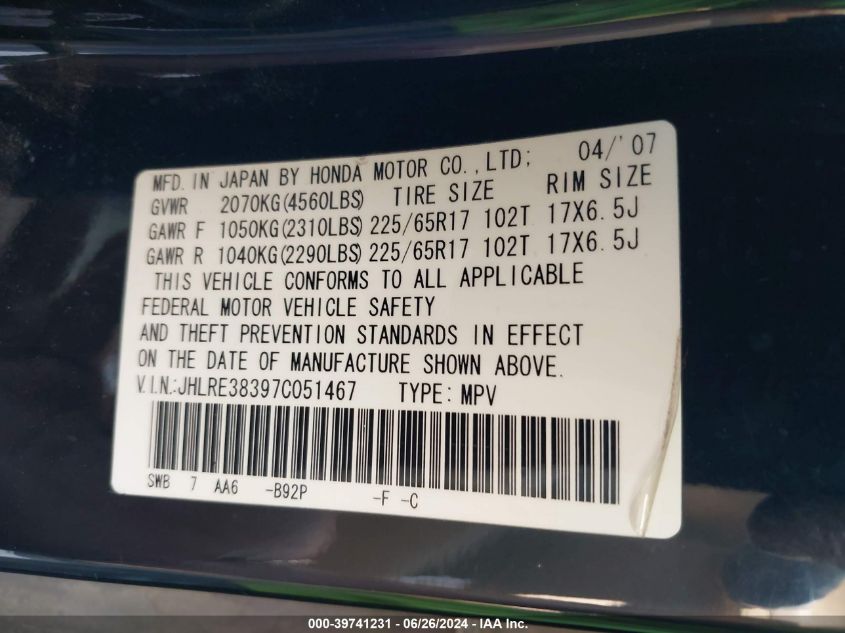 MFD. IN JAPAN BY HONDA MOTOR CO.,LTD; 04/'07
GVWR 2070KG(4560LBS) TIRE SIZE RIM SIZE
GAWR F 1050KG(2310LBS) 225/65R17 102T 17X6.5J
GAWR R 1040KG(2290LBS) 225/65R17 102T 17X6.5J
THIS VEHICLE CONFORMS TO ALL APPLICABLE
FEDERAL MOTOR VEHICLE SAFETY
AND THEFT PREVENTION STANDARDS IN EFFECT
ON THE DATE OF MANUFACTURE SHOWN ABOVE.
V.I.N.:JHLRE38397C051467 TYPE: MPV
SWB 7 AA6 -B92P -F -C
000-39741231 - 06/26/2024 - IAA Inc.